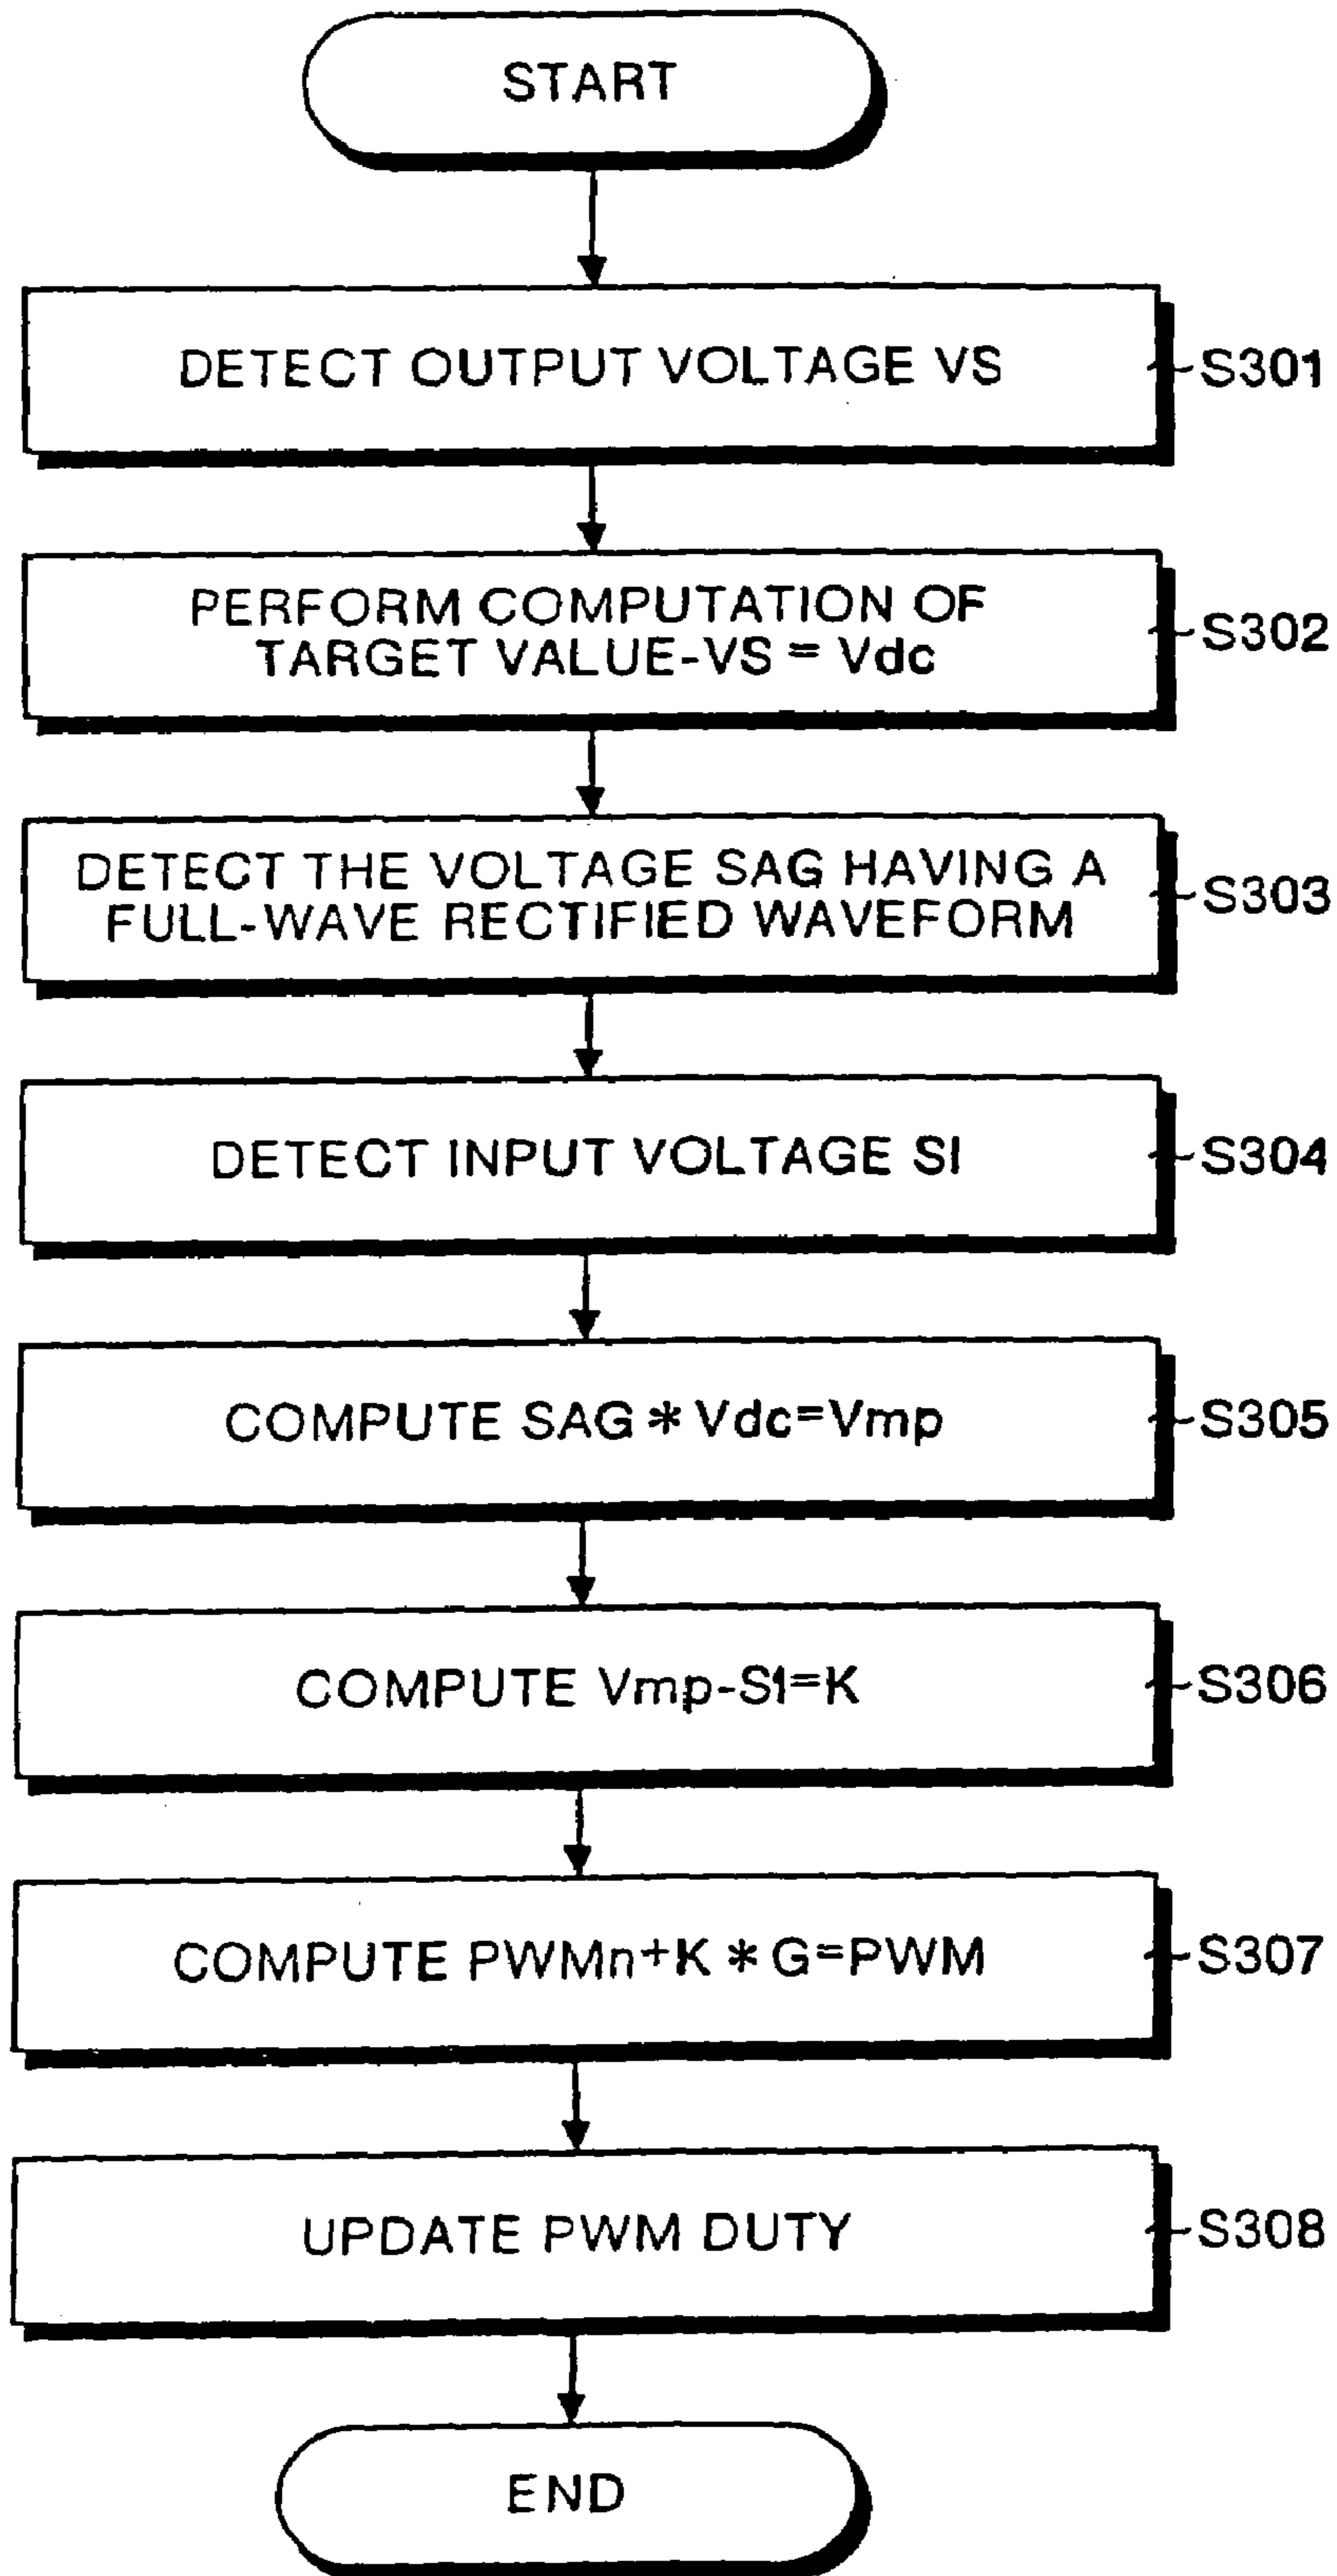 START
DETECT OUTPUT VOLTAGE VS
S301
PERFORM COMPUTATION OF
TARGET VALUE-VS = Vdc
S302
DETECT THE VOLTAGE SAG HAVING A
FULL-WAVE RECTIFIED WAVEFORM
S303
DETECT INPUT VOLTAGE SI
S304
COMPUTE SAG * Vdc=Vmp
S305
COMPUTE Vmp-SI=K
S306
COMPUTE PWMn+K * G=PWM
S307
UPDATE PWM DUTY
S308
END